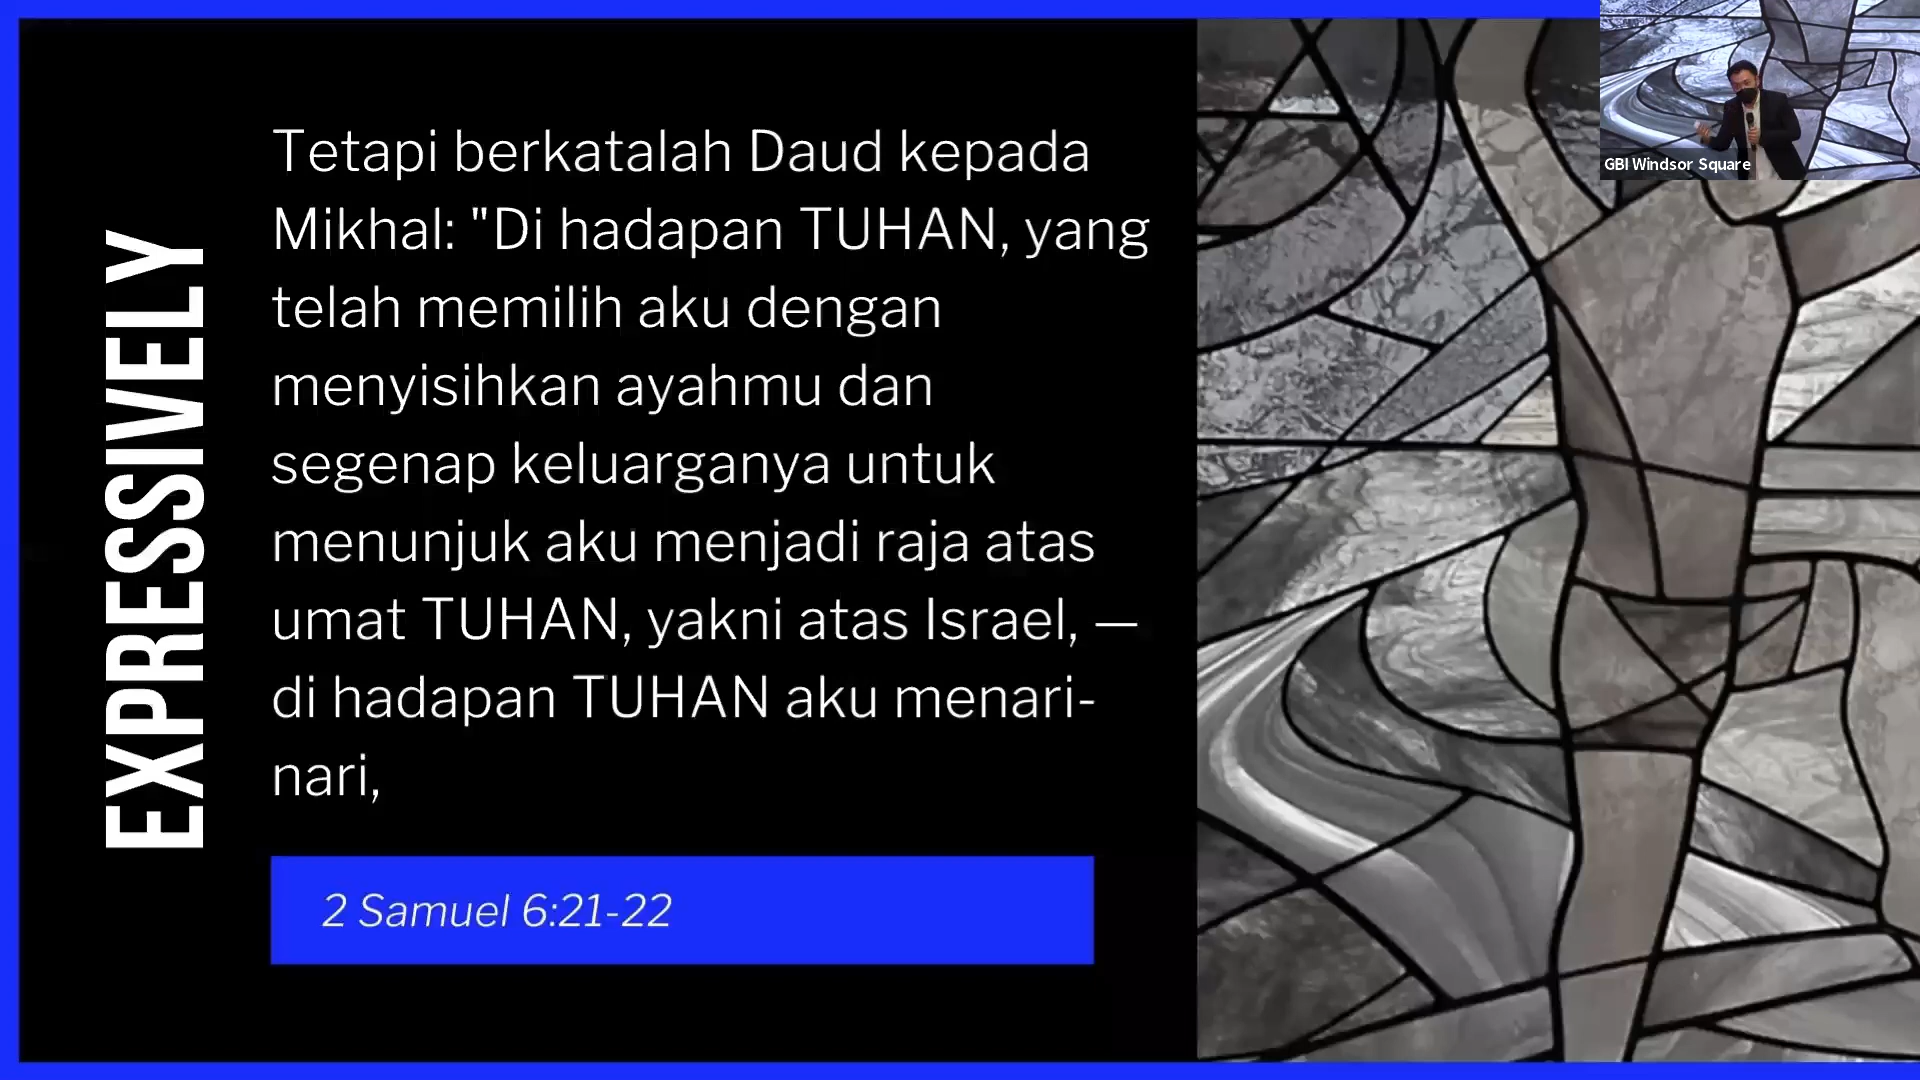 EXPRESSIVELY
Tetapi berkatalah Daud kepada
Mikhal: "Di hadapan TUHAN, yang
telah memilih aku dengan
menyisihkan ayahmu dan
segenap keluarganya untuk
menunjuk aku menjadi raja atas
umat TUHAN, yakni atas Israel, —
di hadapan TUHAN aku menari-
nari,
2 Samuel 6:21-22
GBI Windsor Square